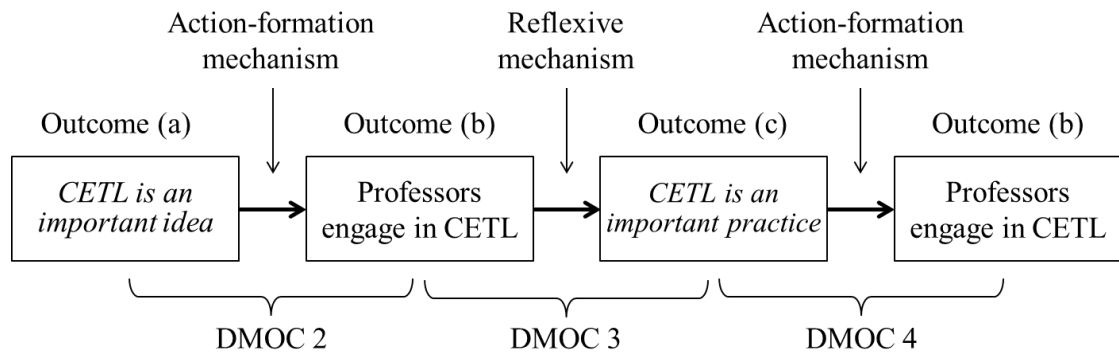 Action-formation
mechanism
Reflexive
mechanism
Action-formation
mechanism
Outcome (a)
Outcome (b)
Outcome (c)
Outcome (b)
CETL is an
important idea
Professors
engage in CETL
CETL is an
important practice
Professors
engage in CETL
DMOC 2
DMOC 3
DMOC 4